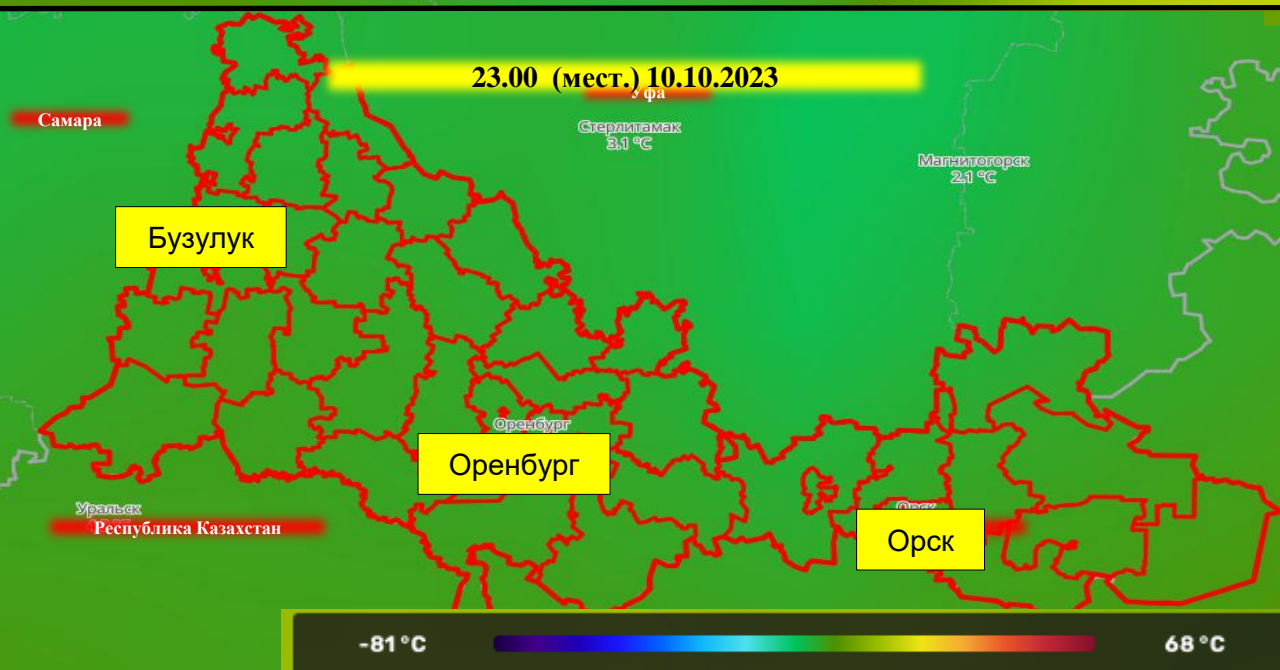 23.00 (мест.) 10.10.2023
Уфа
Самара
Стерлитамак
3.1 °C
Магнитогорск
2.1 °C
Бузулук
Оренбург
Оренбург
Уральск
Республика Казахстан
Орск
Орск
-81 °C
68 °C